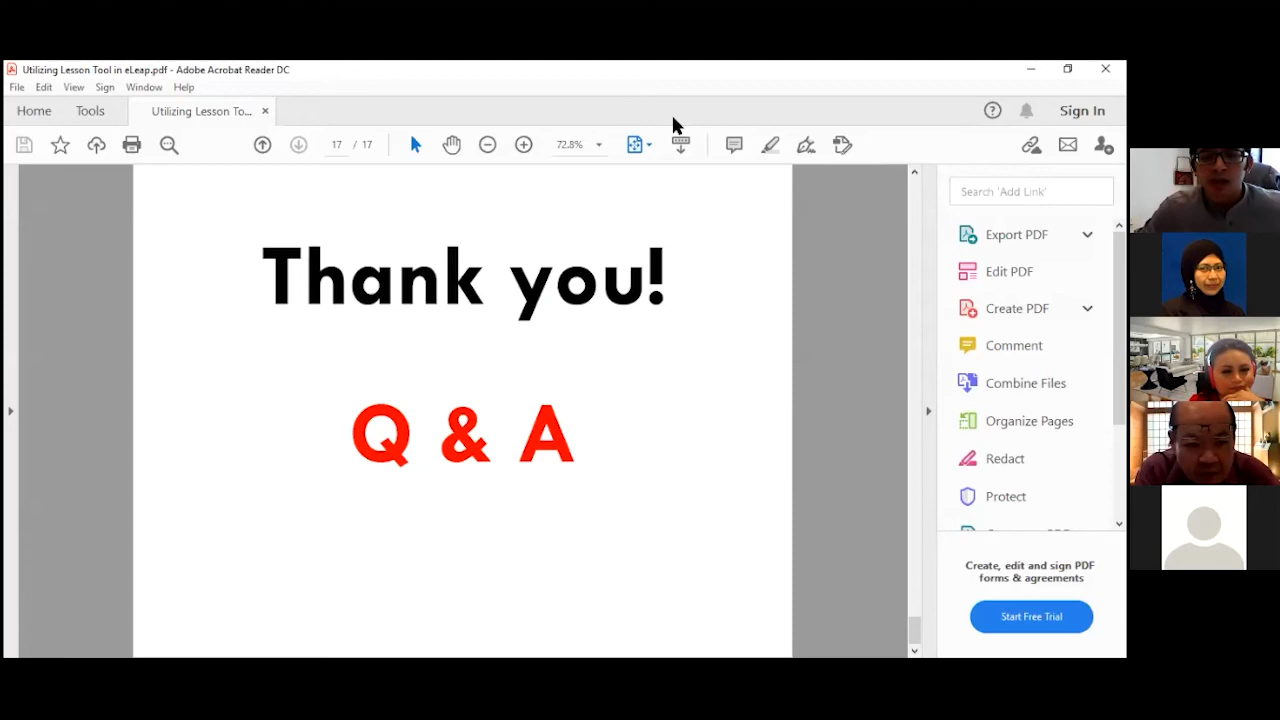 Utilizing Lesson Tool in eLeap.pdf - Adobe Acrobat Reader DC
File Edit View Sign Window Help
Home Tools Utilizing Lesson To... × Sign In
17 / 17 72.8%
Thank you!
Q & A
Search 'Add Link'
Export PDF
Edit PDF
Create PDF
Comment
Combine Files
Organize Pages
Redact
Protect
Create, edit and sign PDF
forms & agreements
Start Free Trial